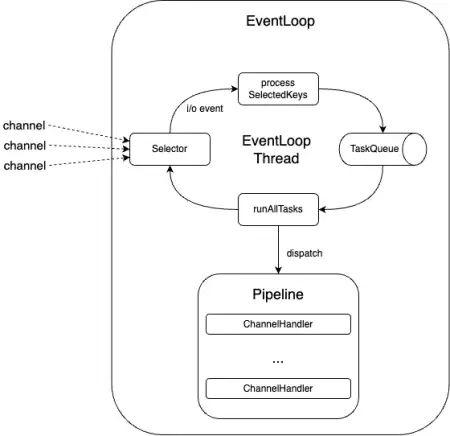 EventLoop
process
SelectedKeys
i/o event
channel
channel
channel
Selector
EventLoop
Thread
TaskQueue
runAllTasks
dispatch
Pipeline
ChannelHandler
...
ChannelHandler